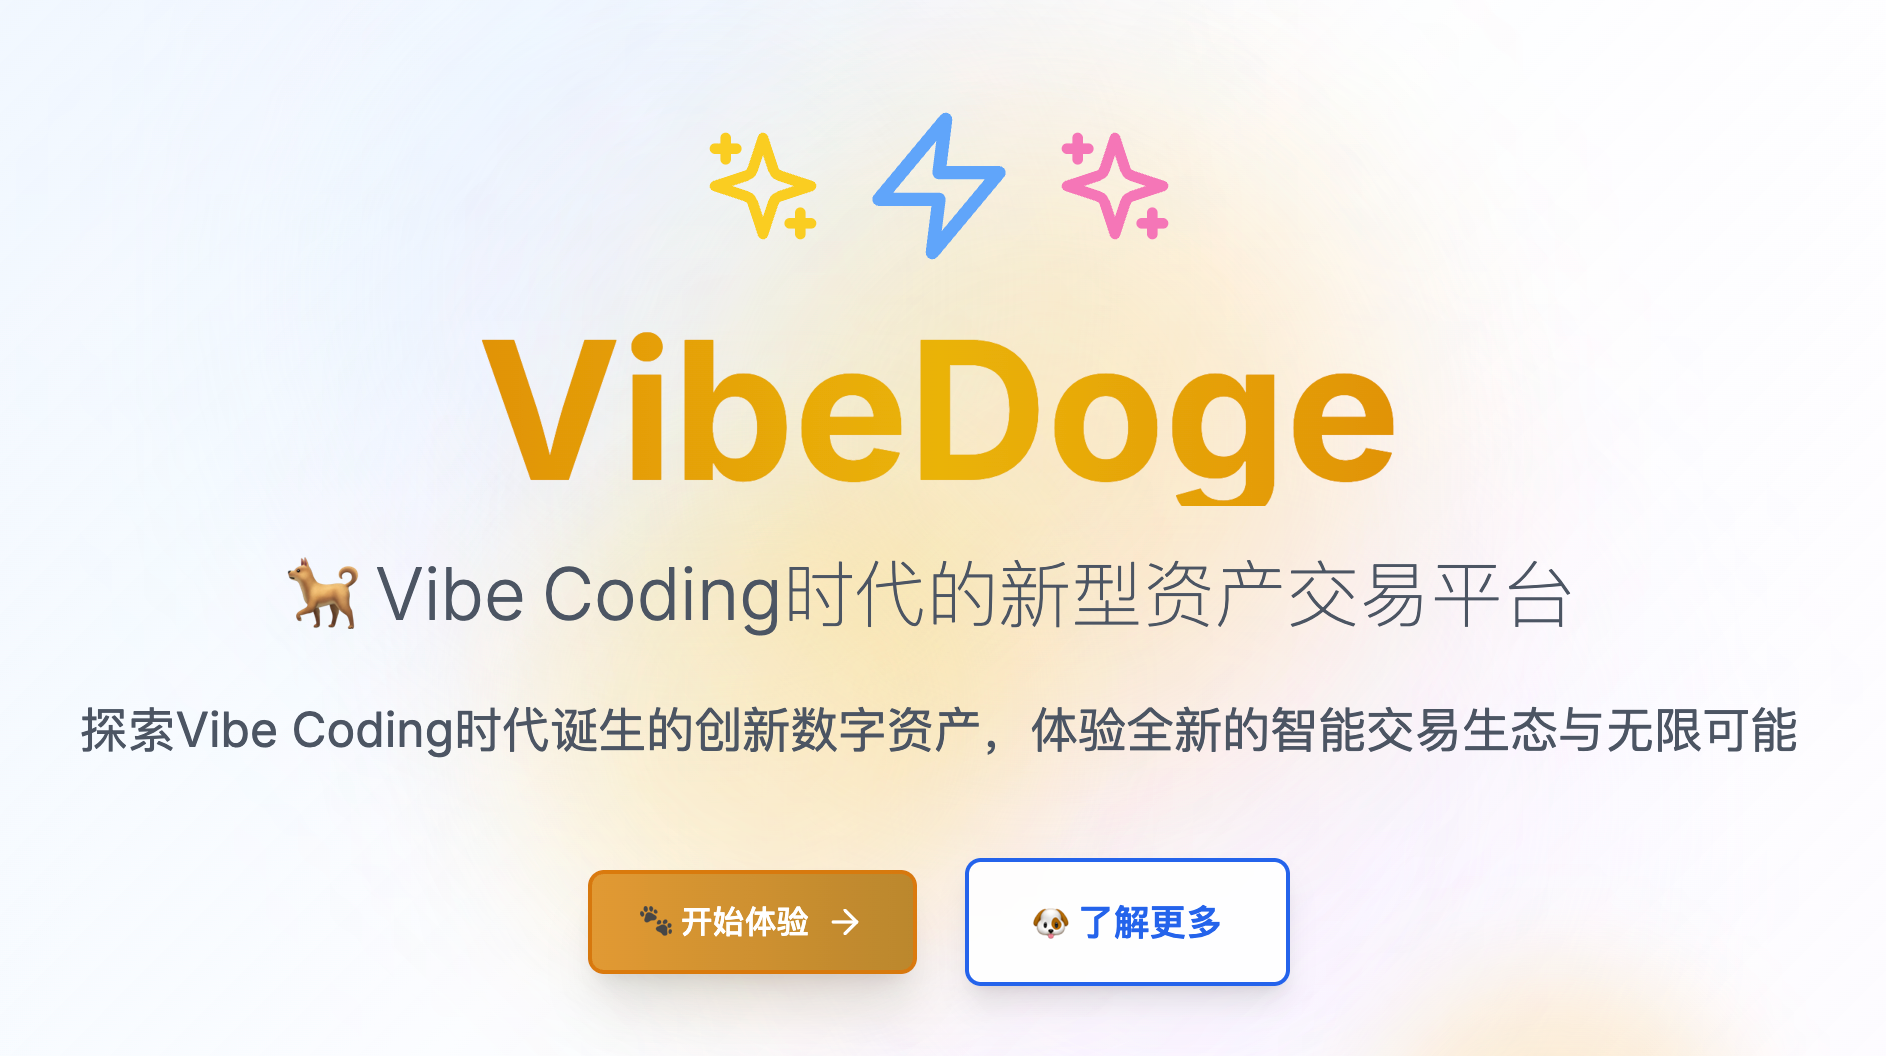 VibeDoge
Vibe Coding时代的新型资产交易平台
探索Vibe Coding时代诞生的创新数字资产，体验全新的智能交易生态与无限可能
开始体验 →
了解更多